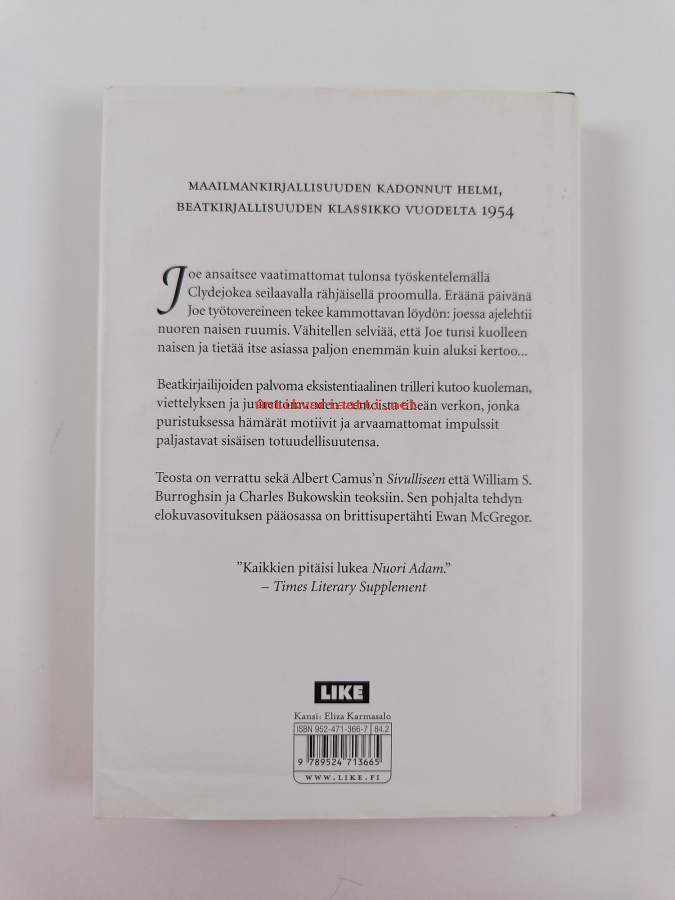 MAAILMANKIRJALLISUUDEN KADONNUT HELMI,
BEATKIRJALLISUUDEN KLASSIKKO VUODELTA 1954
Joe ansaitsee vaatimattomat tulonsa työskentelemällä
Clydejokea seilaavalla rähjäisellä proomulla. Eräänä päivänä
Joe työtovereineen tekee kammottavan löydön: joessa ajelehtii
nuoren naisen ruumis. Vähitellen selviää, että Joe tunsi kuolleen
naisen ja tietää itse asiassa paljon enemmän kuin aluksi kertoo...
Beatkirjailijoiden palvoma eksistentiaalinen trilleri kutoo kuoleman,
viettelyksen ja tiheän verkon, jonka
puristuksessa hämärät motiivit ja arvaamattomat impulssit
paljastavat sisäisen totuudellisuutensa.
Teosta on verrattu sekä Albert Camus'n Sivulliseen että William S.
Burroghsin ja Charles Bukowskin teoksiin. Sen pohjalta tehdyn
elokuvasovituksen pääosassa on brittisupertähti Ewan McGregor.
"Kaikkien pitäisi lukea Nuori Adam."
– Times Literary Supplement
LIKE
Kansi: Eliza Karmasalo
ISBN 952-471-366-7 84.2
9 789524 713665
WWW.LIKE.FI